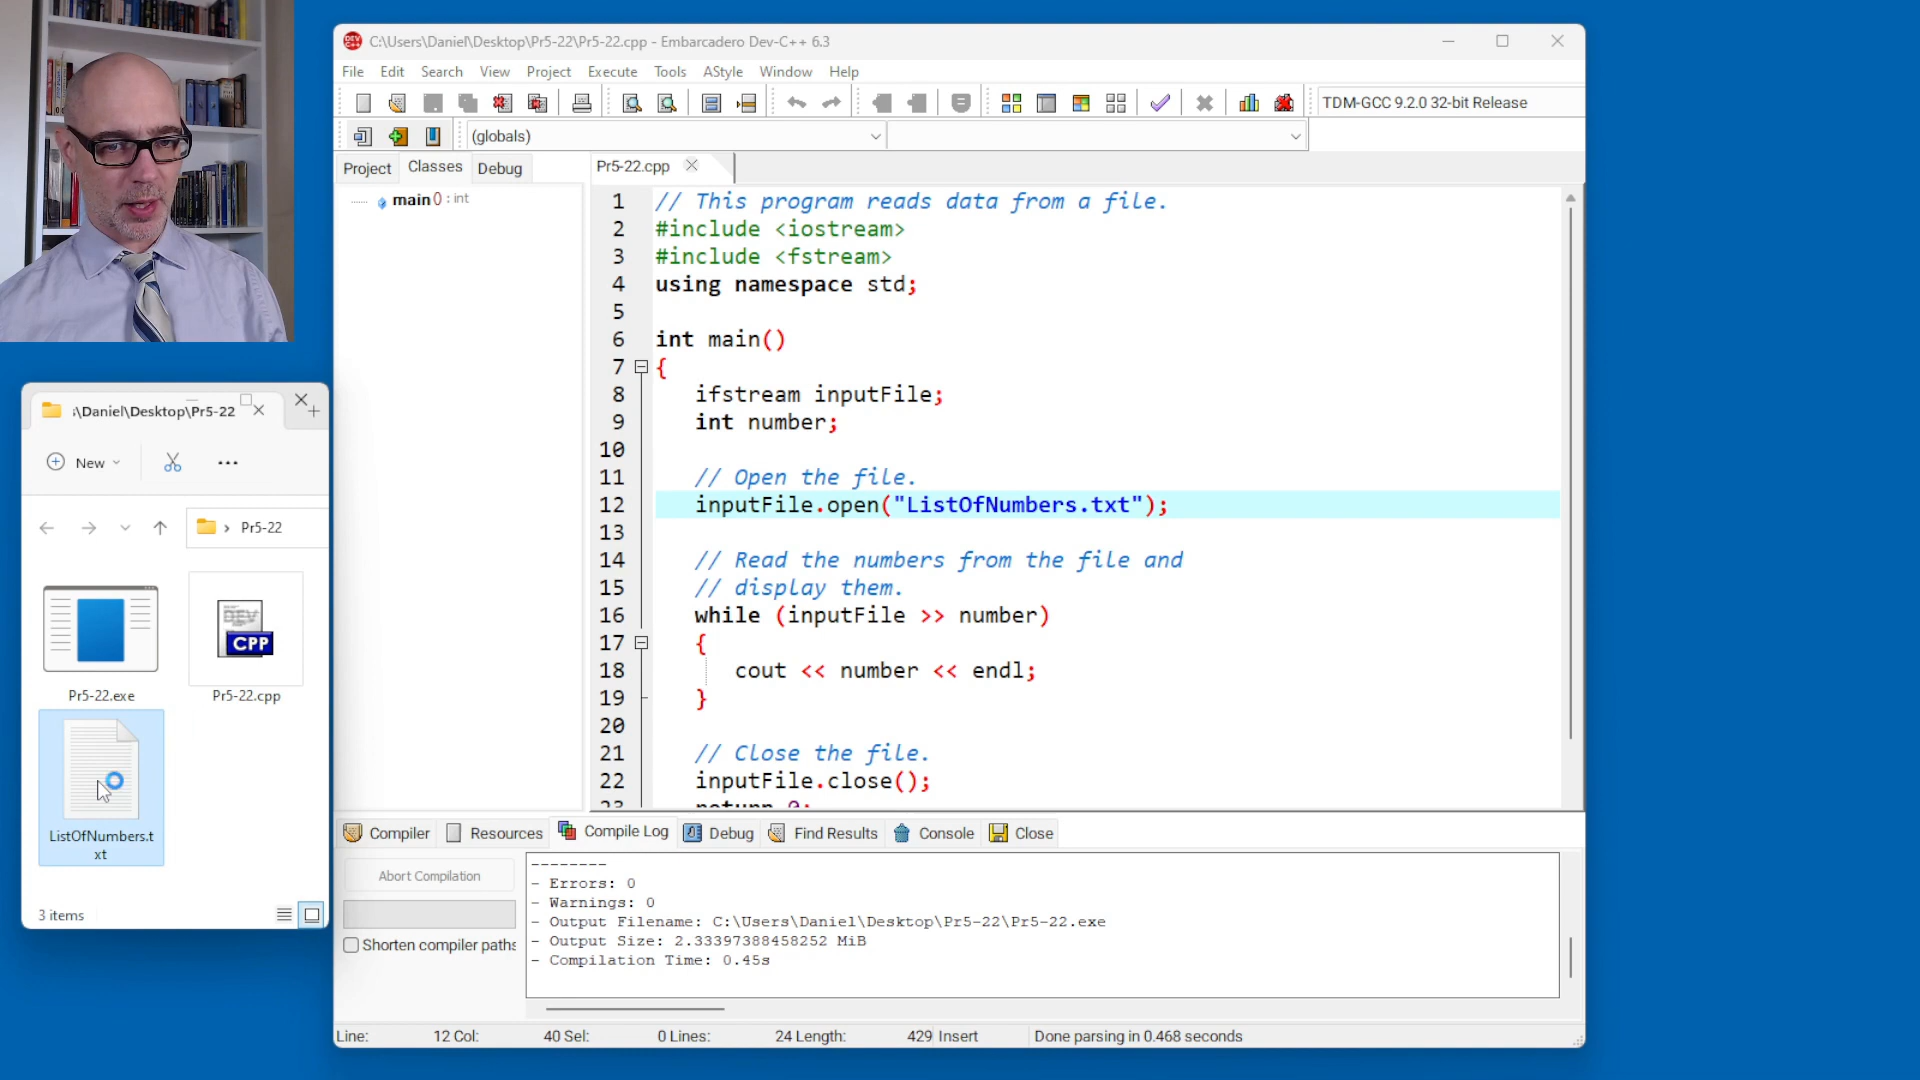 C:\Users\Daniel\Desktop\Pr5-22\Pr5-22.cpp - Embarcadero Dev-C++ 6.3
File Edit Search View Project Execute Tools AStyle Window Help
TDM-GCC 9.2.0 32-bit Release
(globals)
Project Classes Debug
main () : int
Pr5-22.cpp
1 // This program reads data from a file.
2 #include <iostream>
3 #include <fstream>
4 using namespace std;
5
6 int main()
7 {
8 ifstream inputFile;
9 int number;
10
11 // Open the file.
12 inputFile.open("ListOfNumbers.txt");
13
14 // Read the numbers from the file and
15 // display them.
16 while (inputFile >> number)
17 {
18 cout << number << endl;
19 }
20
21 // Close the file.
22 inputFile.close();
23 return 0;
Compiler Resources Compile Log Debug Find Results Console Close
Abort Compilation
Shorten compiler paths
--------
- Errors: 0
- Warnings: 0
- Output Filename: C:\Users\Daniel\Desktop\Pr5-22\Pr5-22.exe
- Output Size: 2.33397388458252 MiB
- Compilation Time: 0.45s
Line: 12 Col: 40 Sel: 0 Lines: 24 Length: 429 Insert Done parsing in 0.468 seconds
\Daniel\Desktop\Pr5-22
New
Pr5-22
Pr5-22.exe
CPP
Pr5-22.cpp
ListOfNumbers.t
xt
3 items